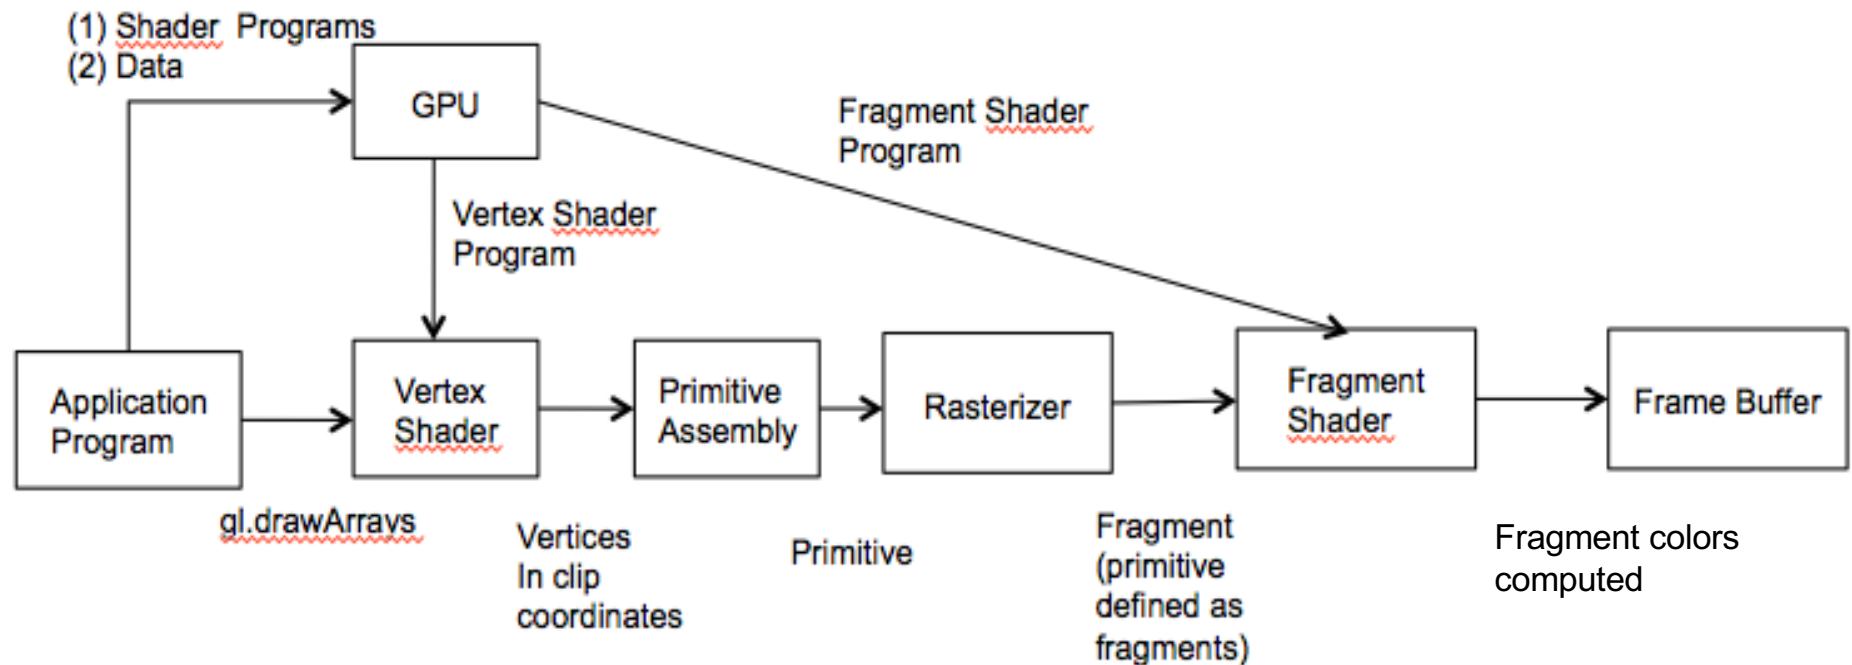 (1) Shader Programs
(2) Data
GPU
Fragment Shader
Program
Vertex Shader
Program
Application
Program
Vertex
Shader
Primitive
Assembly
Rasterizer
Fragment
Shader
Frame Buffer
gl.drawArrays
Vertices
In clip
coordinates
Primitive
Fragment
(primitive
defined as
fragments)
Fragment colors
computed